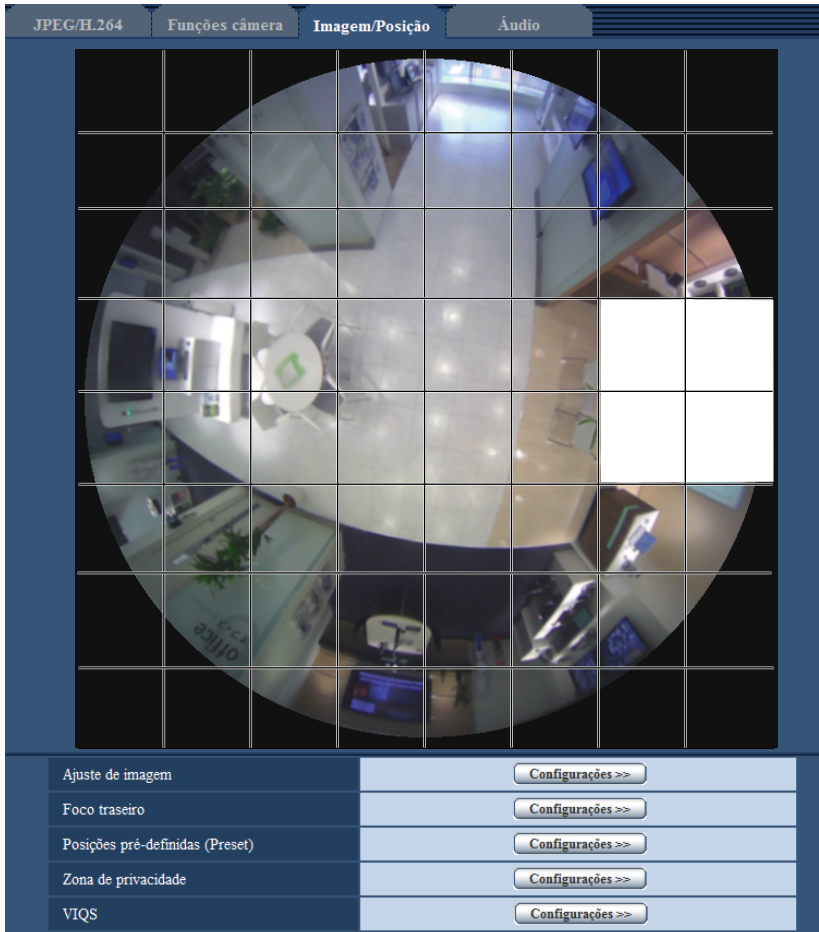 JPEG/H.264 Funções câmera Imagem/Posição Áudio
office
Ajuste de imagem Configurações >>
Foco traseiro Configurações >>
Posições pré-definidas (Preset) Configurações >>
Zona de privacidade Configurações >>
VIQS Configurações >>